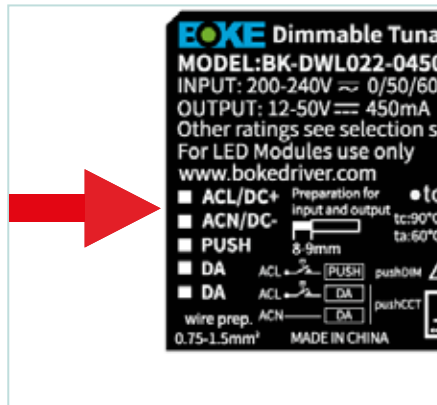 BOKE Dimmable Tuna
MODEL:BK-DWL022-0450
INPUT: 200-240V ≂ 0/50/60
OUTPUT: 12-50V ⎓ 450mA
Other ratings see selection s
For LED Modules use only
www.bokedriver.com
■ ACL/DC+ Preparation for ●tc
■ ACN/DC- input and output tc:90°C
■ PUSH 8-9mm ta:60°C
■ DA ACL PUSH pushDIM
■ DA ACL DA pushCCT
wire prep. ACN DA
0.75-1.5mm² MADE IN CHINA